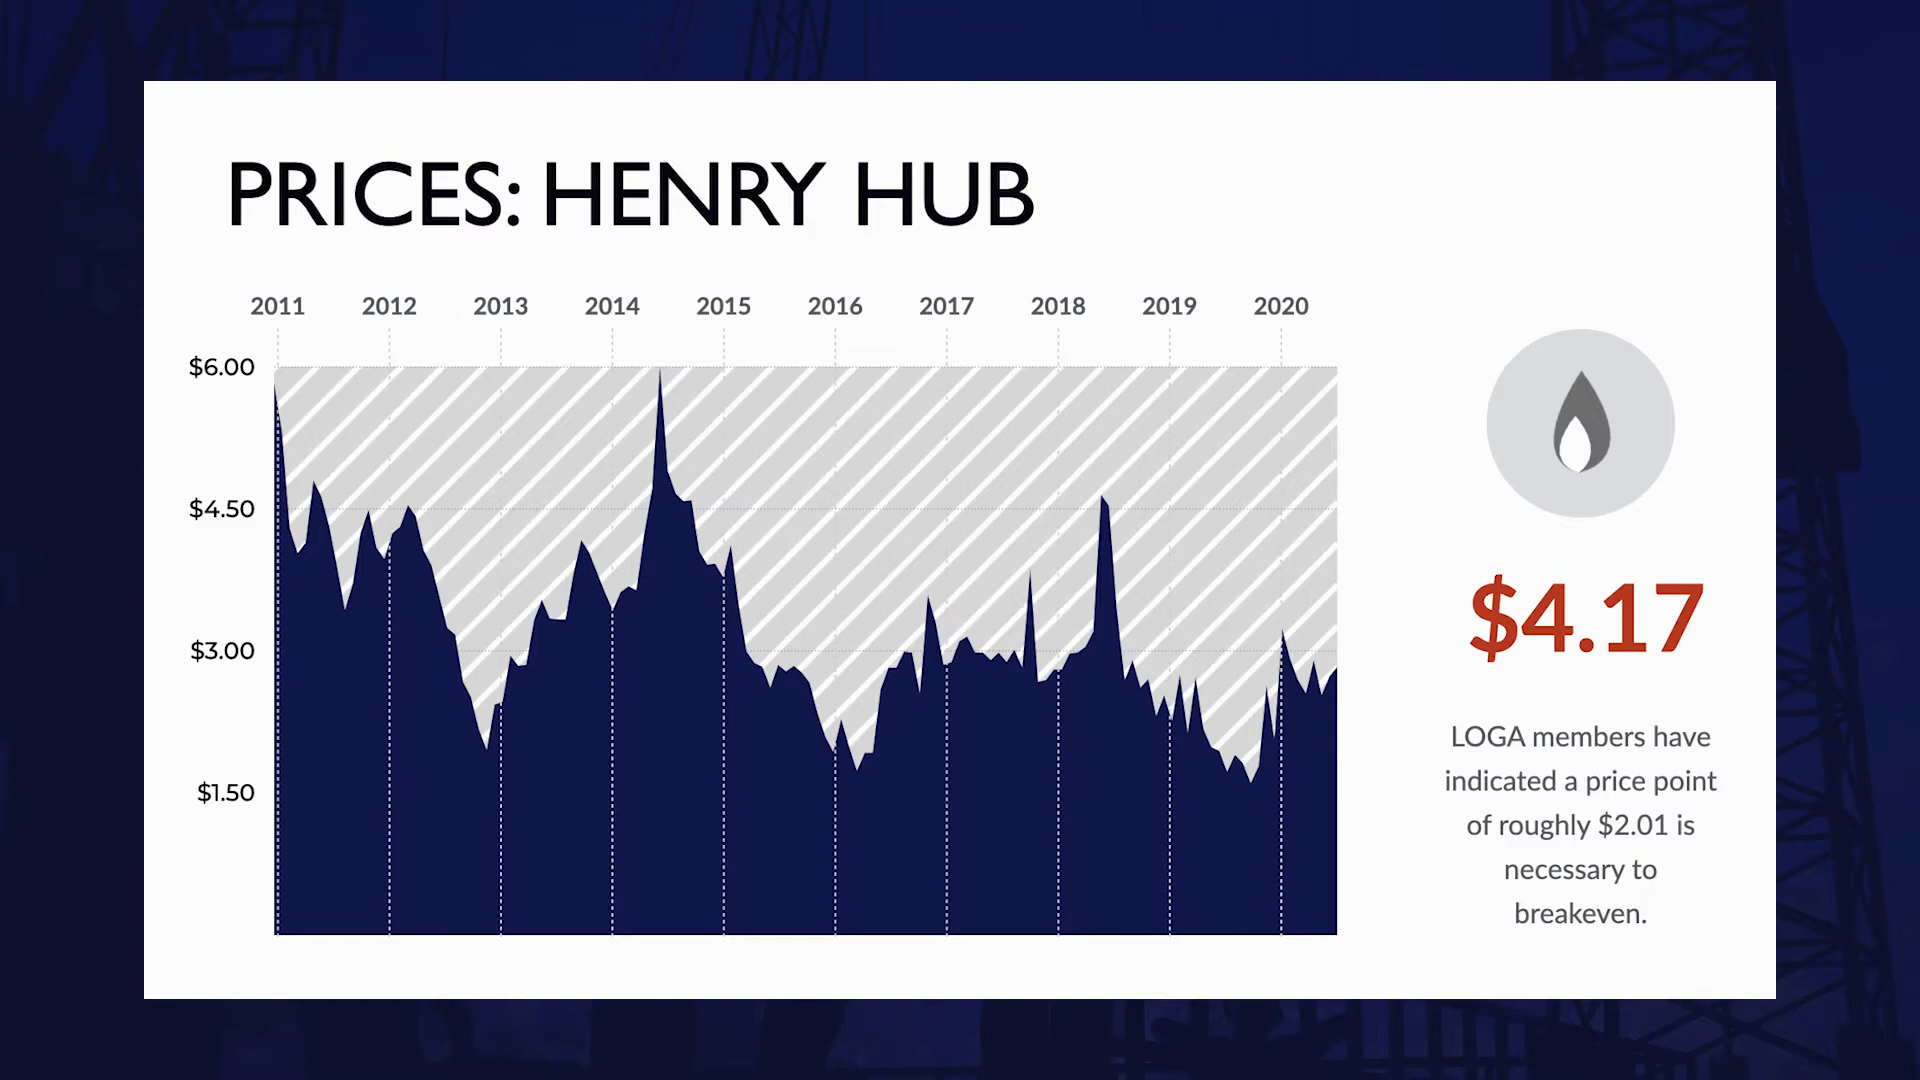 PRICES: HENRY HUB
2011 2012 2013 2014 2015 2016 2017 2018 2019 2020
$6.00
$4.50
$3.00
$1.50
$4.17
LOGA members have
indicated a price point
of roughly $2.01 is
necessary to
breakeven.